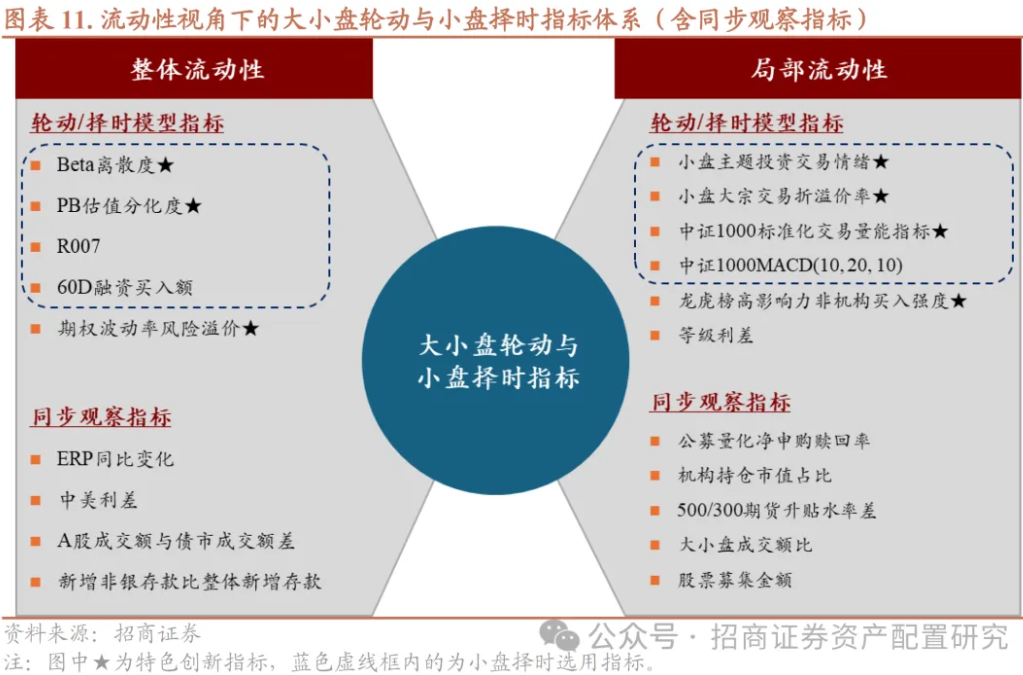 图表 11. 流动性视角下的大小盘轮动与小盘择时指标体系（含同步观察指标）
整体流动性
轮动/择时模型指标
Beta离散度★
PB估值分化度★
R007
60D融资买入额
期权波动率风险溢价★
同步观察指标
ERP同比变化
中美利差
A股成交额与债市成交额差
新增非银存款比整体新增存款
大小盘轮动与
小盘择时指标
局部流动性
轮动/择时模型指标
小盘主题投资交易情绪★
小盘大宗交易折溢价率★
中证1000标准化交易量能指标★
中证1000MACD(10, 20, 10)
龙虎榜高影响力非机构买入强度★
等级利差
同步观察指标
公募量化净申购赎回率
机构持仓市值占比
500/300期货升贴水率差
大小盘成交额比
股票募集金额
资料来源：招商证券
公众号 · 招商证券资产配置研究
注：图中★为特色创新指标，蓝色虚线框内的为小盘择时选用指标。